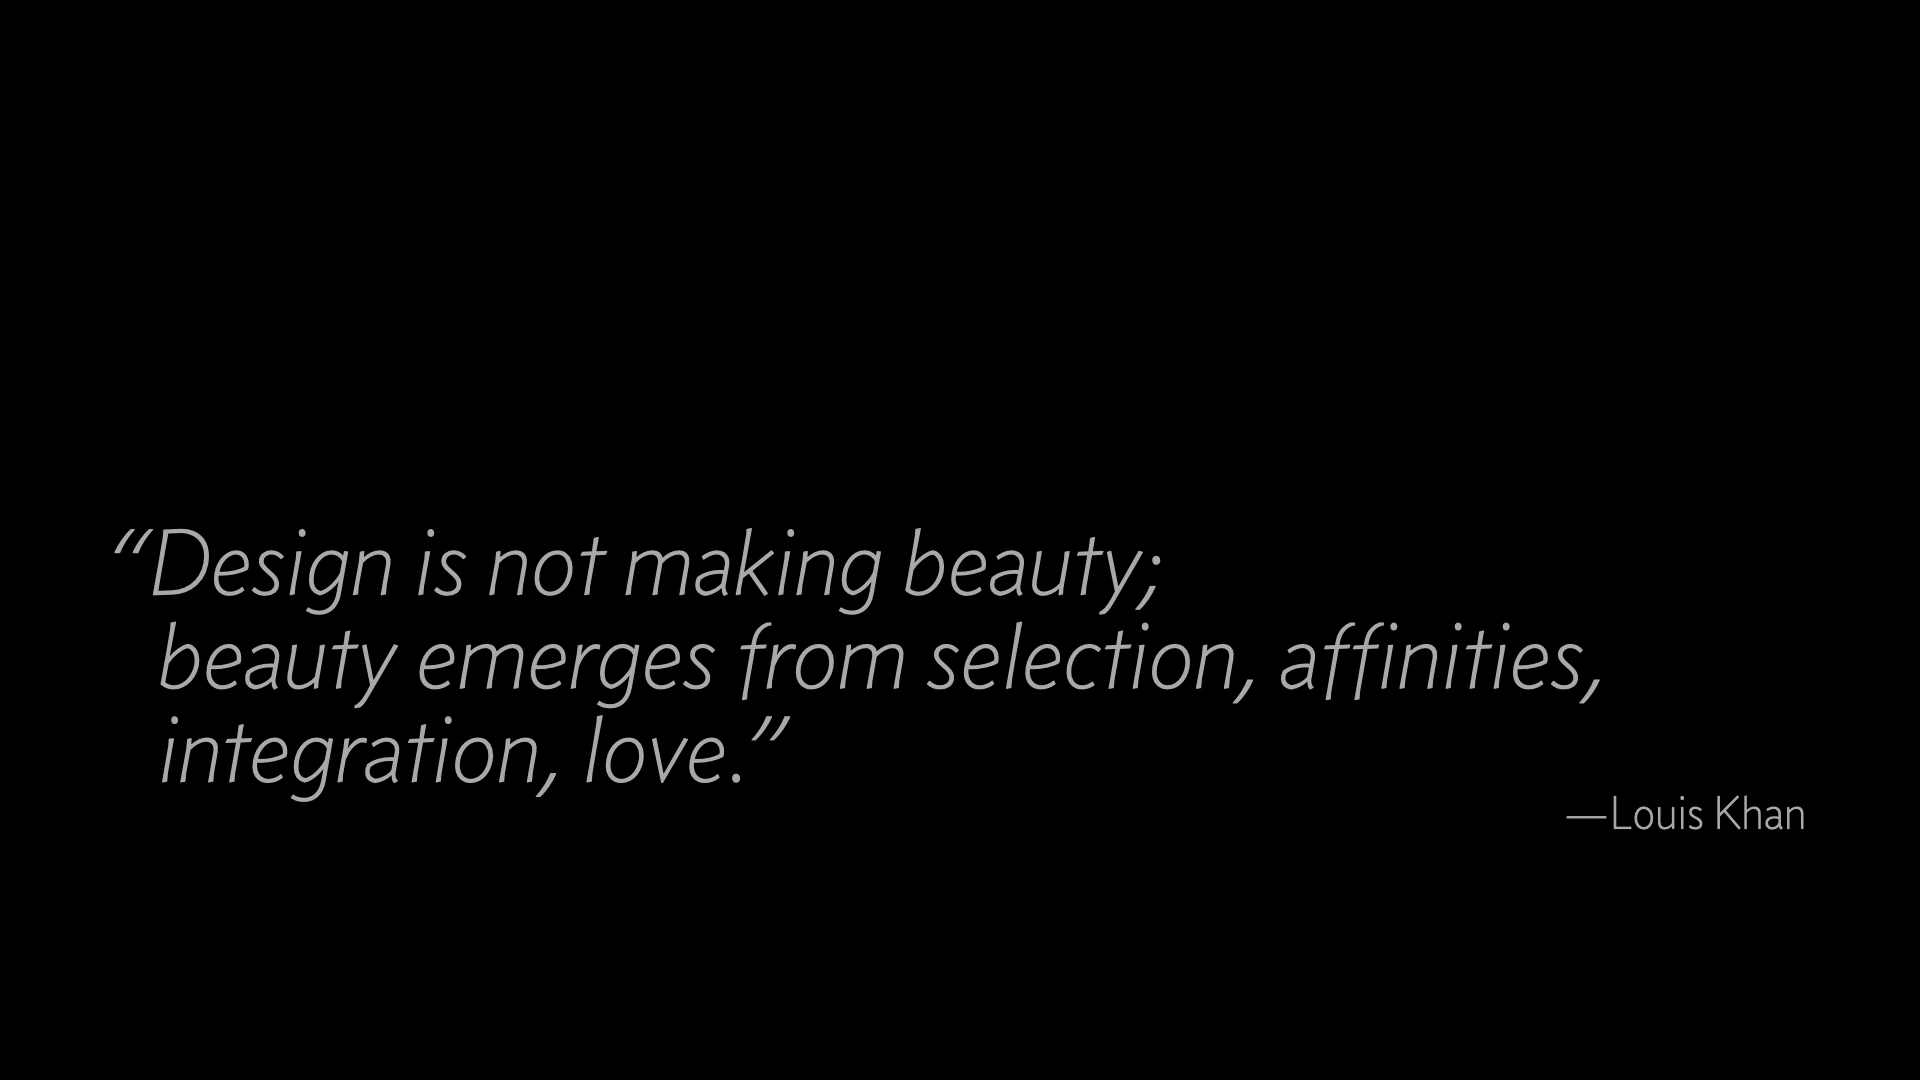 “Design is not making beauty;
beauty emerges from selection, affinities,
integration, love.”
—Louis Khan